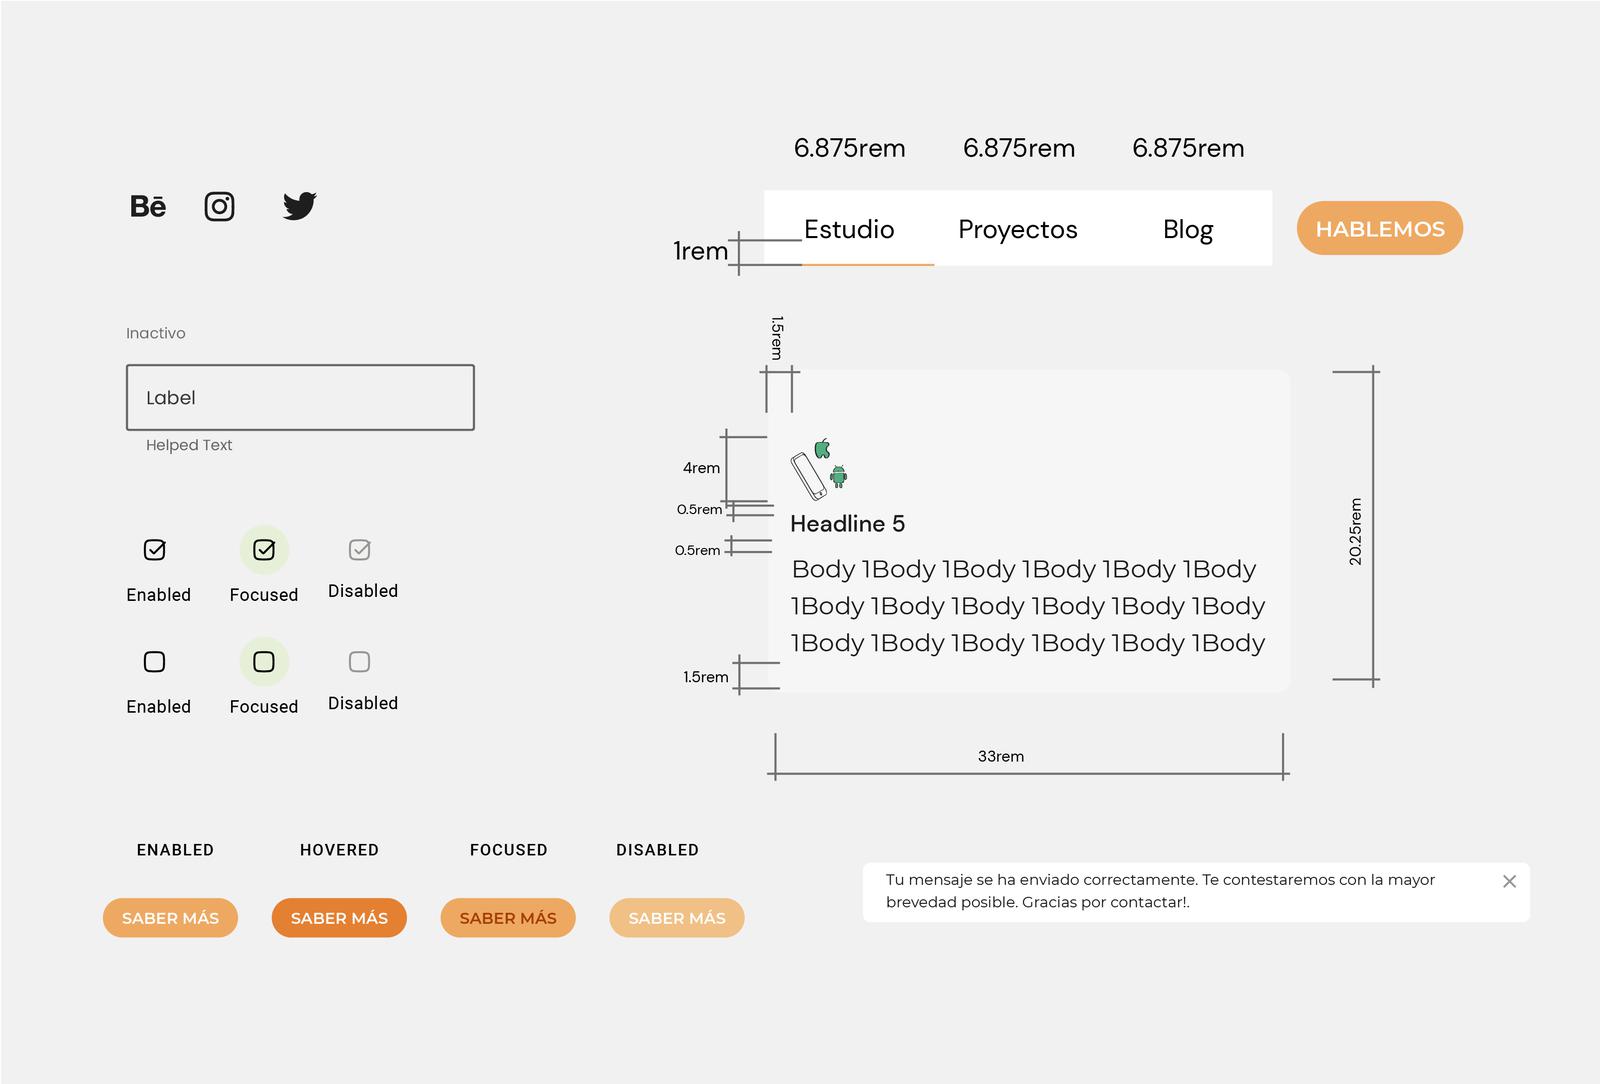 6.875rem 6.875rem 6.875rem
Bē
Estudio Proyectos Blog
HABLEMOS
1rem
Inactivo
Label
Helped Text
1.5rem
4rem
0.5rem
0.5rem
1.5rem
Headline 5
Body 1Body 1Body 1Body 1Body 1Body
1Body 1Body 1Body 1Body 1Body 1Body
1Body 1Body 1Body 1Body 1Body 1Body
20.25rem
33rem
Enabled Focused Disabled
Enabled Focused Disabled
ENABLED HOVERED FOCUSED DISABLED
SABER MÁS SABER MÁS SABER MÁS SABER MÁS
Tu mensaje se ha enviado correctamente. Te contestaremos con la mayor
brevedad posible. Gracias por contactar!.